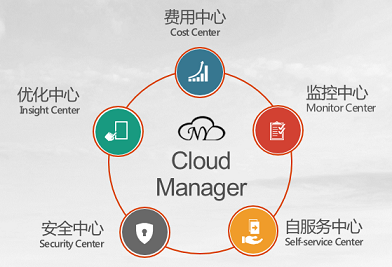 费用中心
Cost Center
优化中心
Insight Center
监控中心
Monitor Center
Cloud
Manager
安全中心
Security Center
自服务中心
Self-service Center